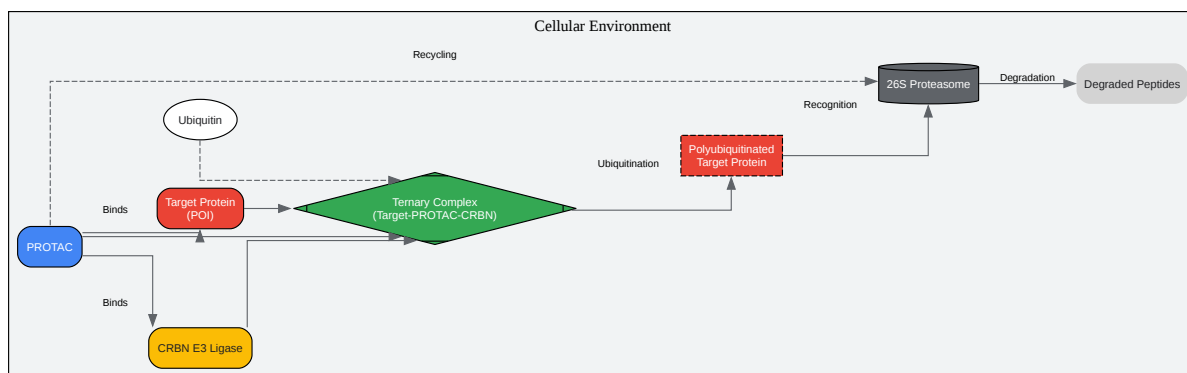 Cellular Environment
Recycling
26S Proteasome
Degradation
Degraded Peptides
Recognition
Ubiquitin
Polyubiquitinated
Target Protein
Ubiquitination
Binds
Target Protein
(POI)
Ternary Complex
(Target-PROTAC-CRBN)
PROTAC
Binds
CRBN E3 Ligase